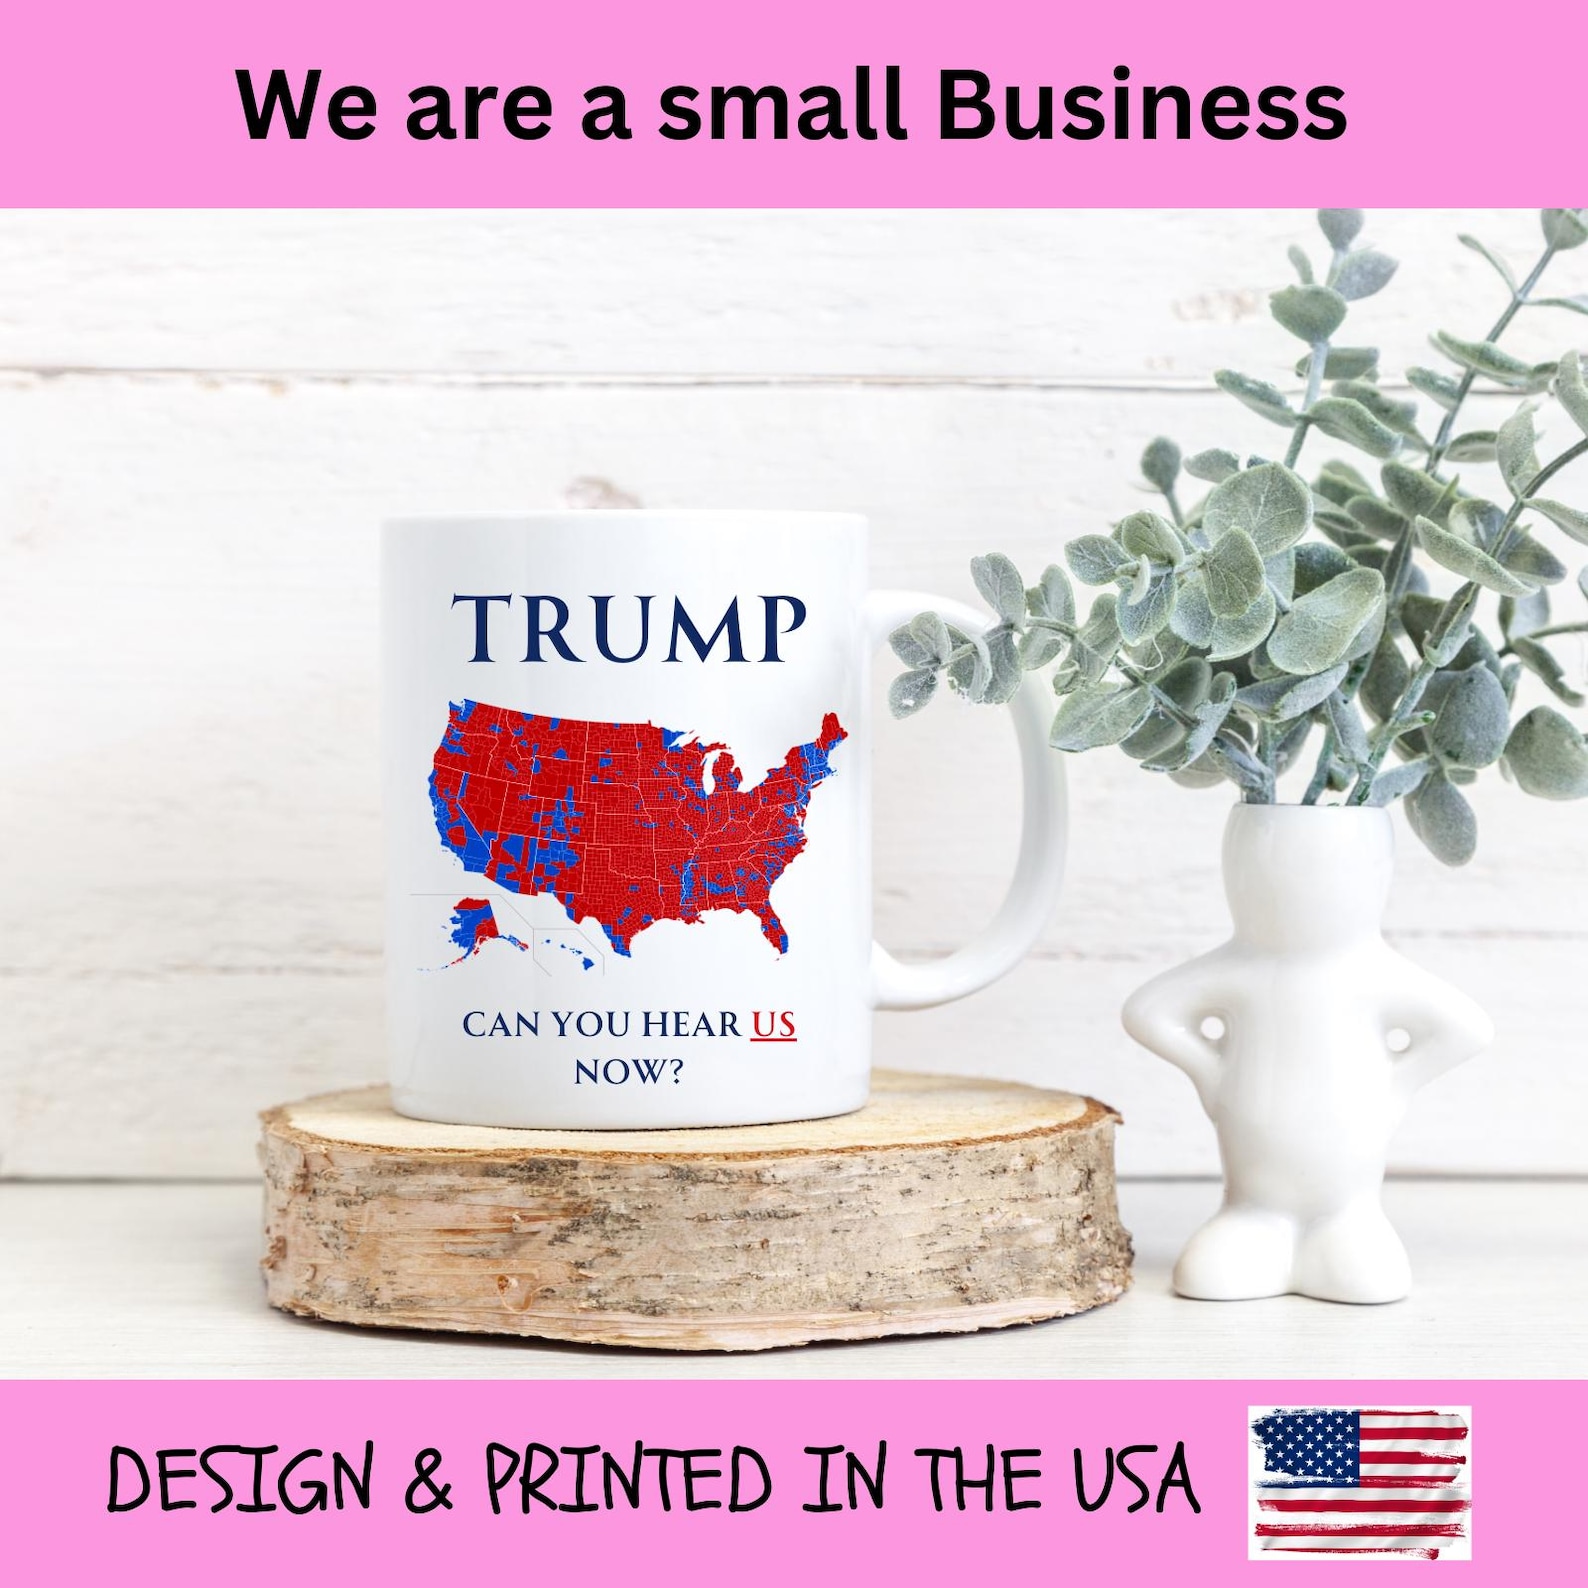 We are a small Business
TRUMP
CAN YOU HEAR US
NOW?
DESIGN & PRINTED IN THE USA